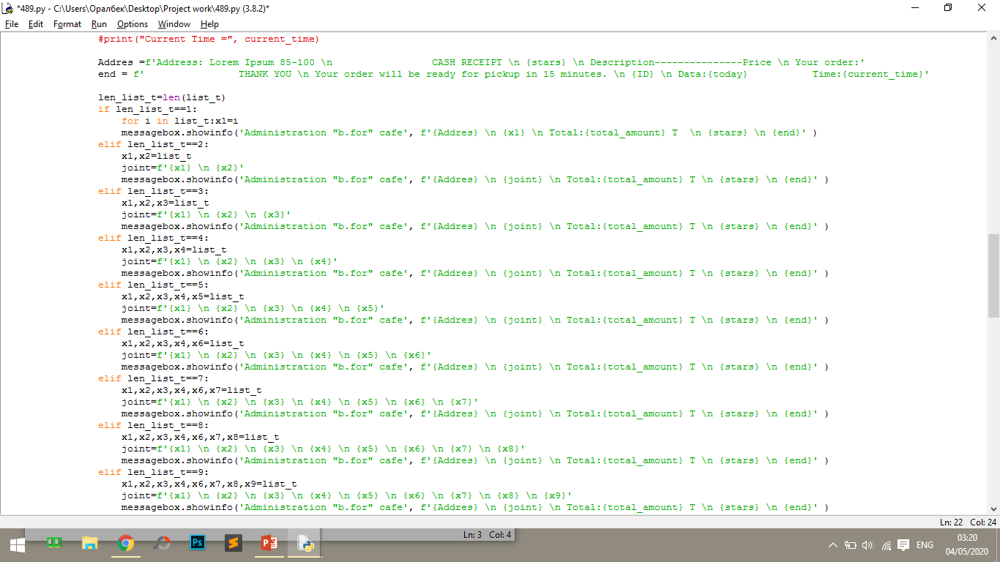 *489.py - C:\Users\Оралбек\Desktop\Project work\489.py (3.8.2)*
File Edit Format Run Options Window Help
#print("Current Time =", current_time)
Addres =f'Address: Lorem Ipsum 85-100 \n                 CASH RECEIPT \n {stars} \n Description---------------Price \n Your order:'
end = f'                THANK YOU \n Your order will be ready for pickup in 15 minutes. \n {ID} \n Data:{today}           Time:{current_time}'
len_list_t=len(list_t)
if len_list_t==1:
    for i in list_t:x1=i
    messagebox.showinfo('Administration "b.for" cafe', f'{Addres} \n {x1} \n Total:{total_amount} T  \n {stars} \n {end}' )
elif len_list_t==2:
    x1,x2=list_t
    joint=f'{x1} \n {x2}'
    messagebox.showinfo('Administration "b.for" cafe', f'{Addres} \n {joint} \n Total:{total_amount} T \n {stars} \n {end}' )
elif len_list_t==3:
    x1,x2,x3=list_t
    joint=f'{x1} \n {x2} \n {x3}'
    messagebox.showinfo('Administration "b.for" cafe', f'{Addres} \n {joint} \n Total:{total_amount} T \n {stars} \n {end}' )
elif len_list_t==4:
    x1,x2,x3,x4=list_t
    joint=f'{x1} \n {x2} \n {x3} \n {x4}'
    messagebox.showinfo('Administration "b.for" cafe', f'{Addres} \n {joint} \n Total:{total_amount} T \n {stars} \n {end}' )
elif len_list_t==5:
    x1,x2,x3,x4,x5=list_t
    joint=f'{x1} \n {x2} \n {x3} \n {x4} \n {x5}'
    messagebox.showinfo('Administration "b.for" cafe', f'{Addres} \n {joint} \n Total:{total_amount} T \n {stars} \n {end}' )
elif len_list_t==6:
    x1,x2,x3,x4,x6=list_t
    joint=f'{x1} \n {x2} \n {x3} \n {x4} \n {x5} \n {x6}'
    messagebox.showinfo('Administration "b.for" cafe', f'{Addres} \n {joint} \n Total:{total_amount} T \n {stars} \n {end}' )
elif len_list_t==7:
    x1,x2,x3,x4,x6,x7=list_t
    joint=f'{x1} \n {x2} \n {x3} \n {x4} \n {x5} \n {x6} \n {x7}'
    messagebox.showinfo('Administration "b.for" cafe', f'{Addres} \n {joint} \n Total:{total_amount} T \n {stars} \n {end}' )
elif len_list_t==8:
    x1,x2,x3,x4,x6,x7,x8=list_t
    joint=f'{x1} \n {x2} \n {x3} \n {x4} \n {x5} \n {x6} \n {x7} \n {x8}'
    messagebox.showinfo('Administration "b.for" cafe', f'{Addres} \n {joint} \n Total:{total_amount} T \n {stars} \n {end}' )
elif len_list_t==9:
    x1,x2,x3,x4,x6,x7,x8,x9=list_t
    joint=f'{x1} \n {x2} \n {x3} \n {x4} \n {x5} \n {x6} \n {x7} \n {x8} \n {x9}'
    messagebox.showinfo('Administration "b.for" cafe', f'{Addres} \n {joint} \n Total:{total_amount} T \n {stars} \n {end}' )
Ln: 22 Col: 24
Ln: 3 Col: 4
Ps
ENG
03:20
04/05/2020